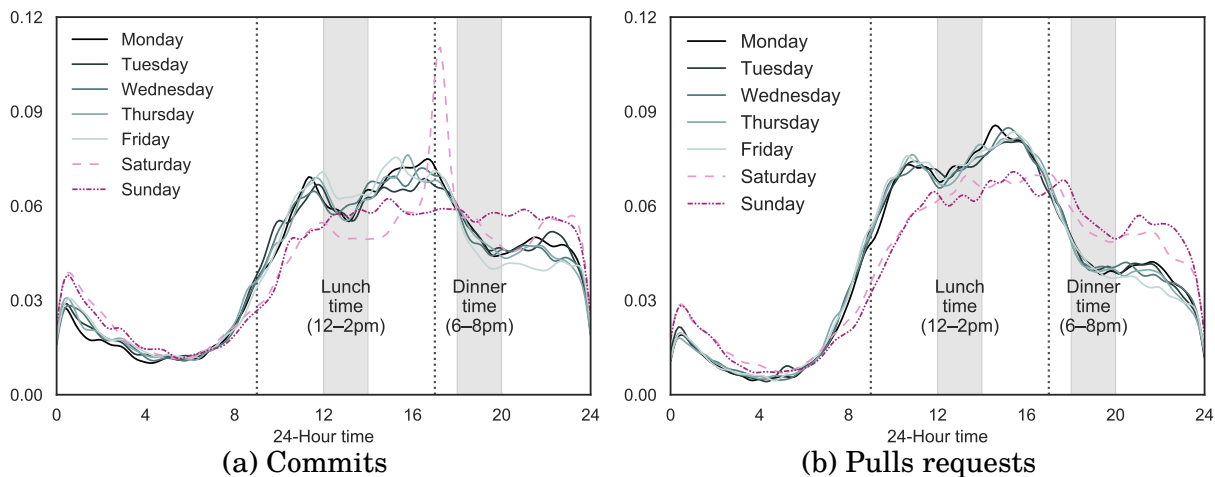 0.12
0.09
0.06
0.03
0.00
Monday
Tuesday
Wednesday
Thursday
Friday
Saturday
Sunday
Lunch
time
(12–2pm)
Dinner
time
(6–8pm)
0 4 8 12 16 20 24
24-Hour time
(a) Commits
0.12
0.09
0.06
0.03
0.00
Monday
Tuesday
Wednesday
Thursday
Friday
Saturday
Sunday
Lunch
time
(12–2pm)
Dinner
time
(6–8pm)
0 4 8 12 16 20 24
24-Hour time
(b) Pulls requests